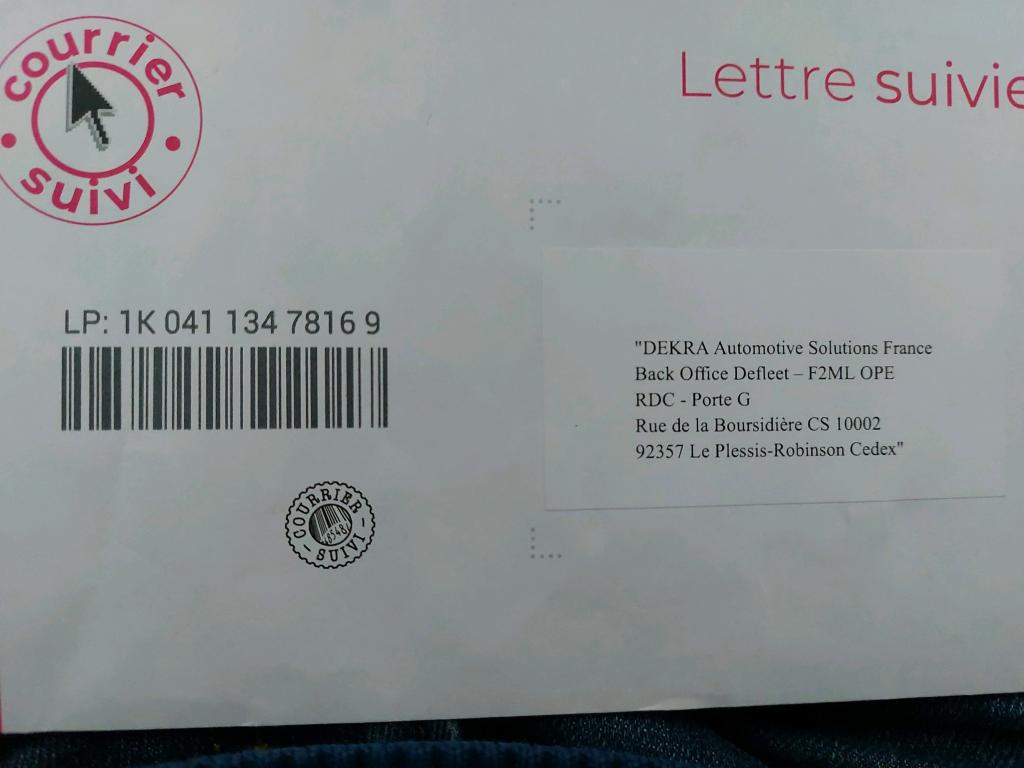 courrier
suivi
Lettre suivie
LP: 1K 041 134 7816 9
"DEKRA Automotive Solutions France
Back Office Defleet – F2ML OPE
RDC - Porte G
Rue de la Boursidière CS 10002
92357 Le Plessis-Robinson Cedex"
COURRIER
SUIVI